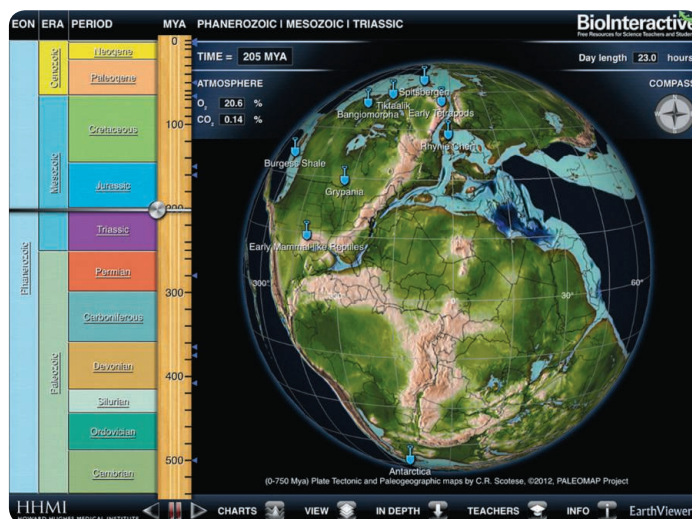 EON
ERA
PERIOD
MYA
PHANEROZOIC | MESOZOIC | TRIASSIC
BioInteractive
Free Resources for Science Teachers and Student
TIME = 205 MYA
Day length 23.0 hours
ATMOSPHERE
O₂ 20.6 %
CO₂ 0.14 %
COMPASS
W
Phanerozoic
Cenozoic
Mesozoic
Paleozoic
Neogene
Paleogene
Cretaceous
Jurassic
Triassic
Permian
Carboniferous
Devonian
Silurian
Ordovician
Cambrian
0
100
200
300
400
500
Spitsbergen
Tiktaalik
Bangiomorpha
Early Tetrapods
Rhynie Chert
Burgess Shale
Grypania
Early Mammal-like Reptiles
300°
0°
30°
60°
Antarctica
(0-750 Mya) Plate Tectonic and Paleogeographic maps by C.R. Scotese, ©2012, PALEOMAP Project
HHMI
HOWARD HUGHES MEDICAL INSTITUTE
CHARTS
VIEW
IN DEPTH
TEACHERS
INFO
EarthViewer